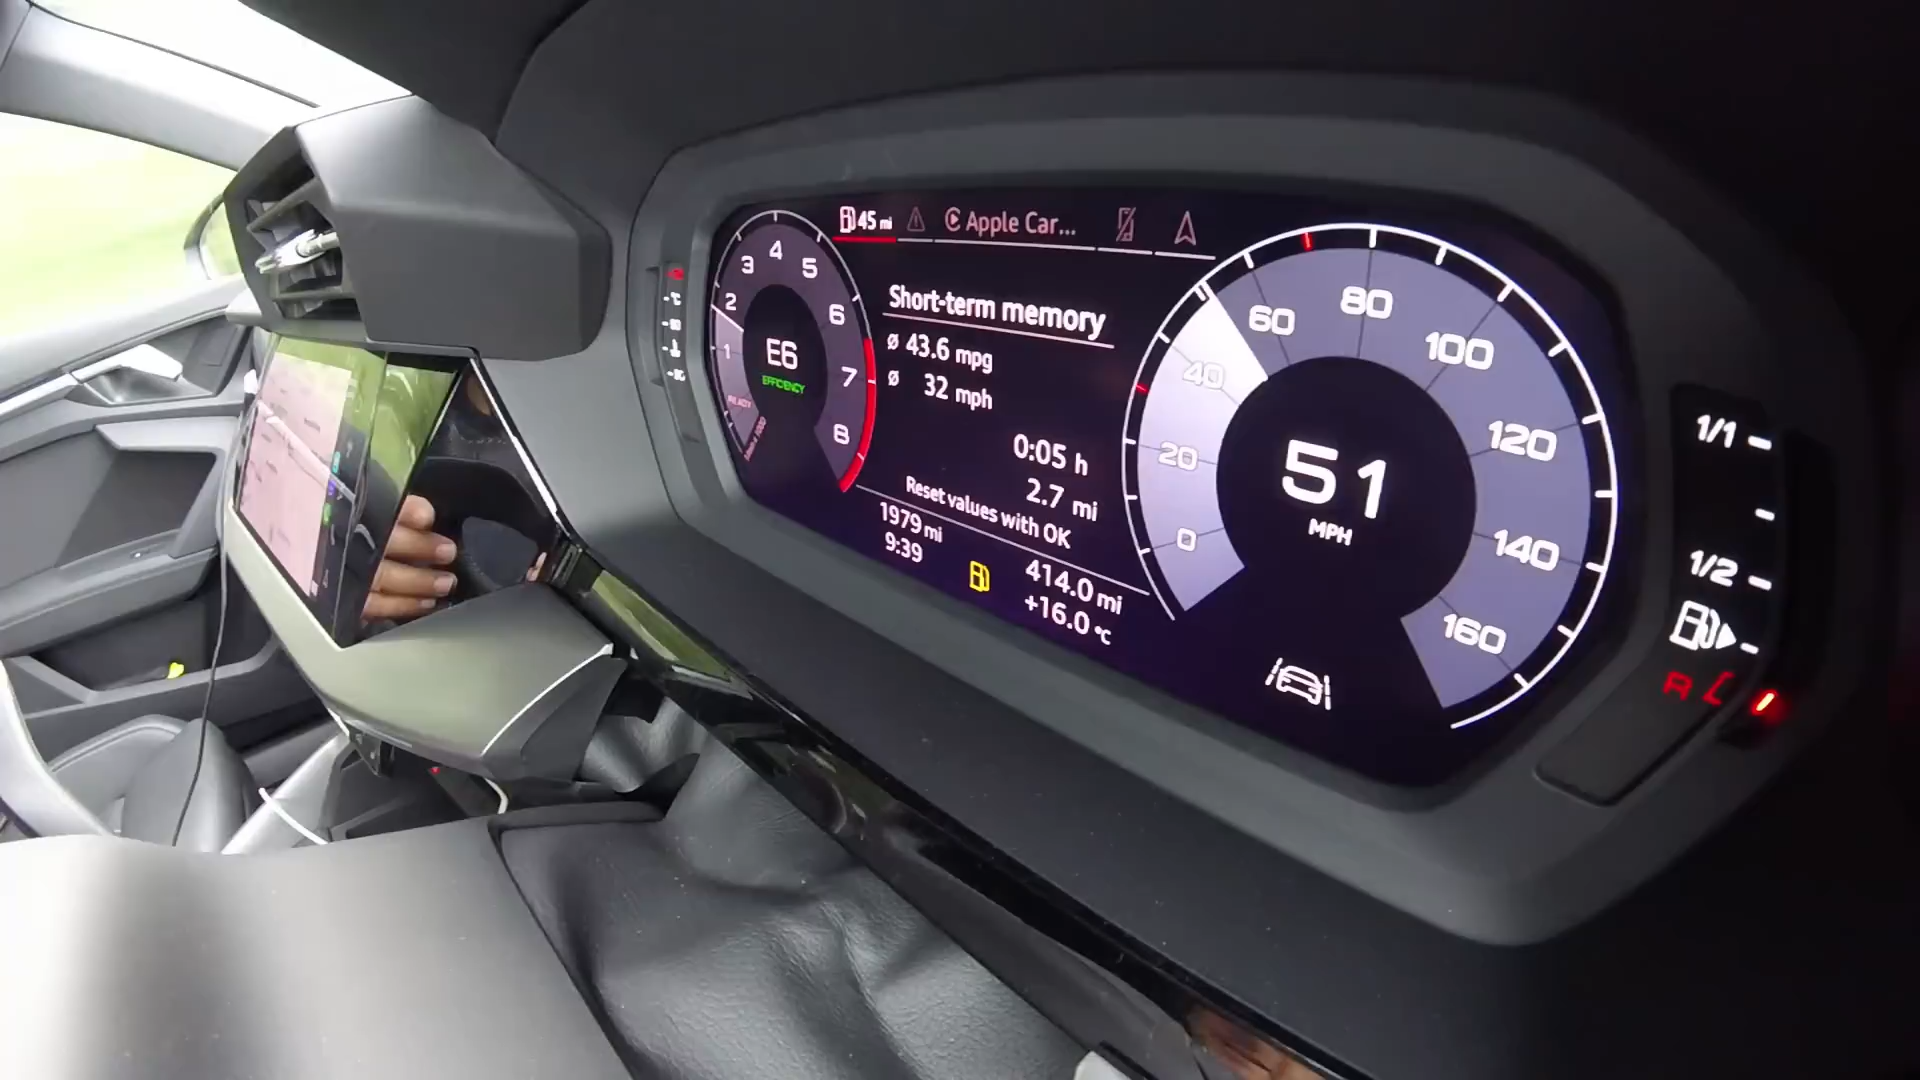 45 mi
Apple Car...
Short-term memory
ø 43.6 mpg
ø 32 mph
0:05 h
2.7 mi
Reset values with OK
1979 mi
9:39
414.0 mi
+16.0 °C
1
2
3
4
5
6
7
8
E6
EFFICIENCY
READY
0
20
40
60
80
100
120
140
160
51
MPH
1/1
1/2
R